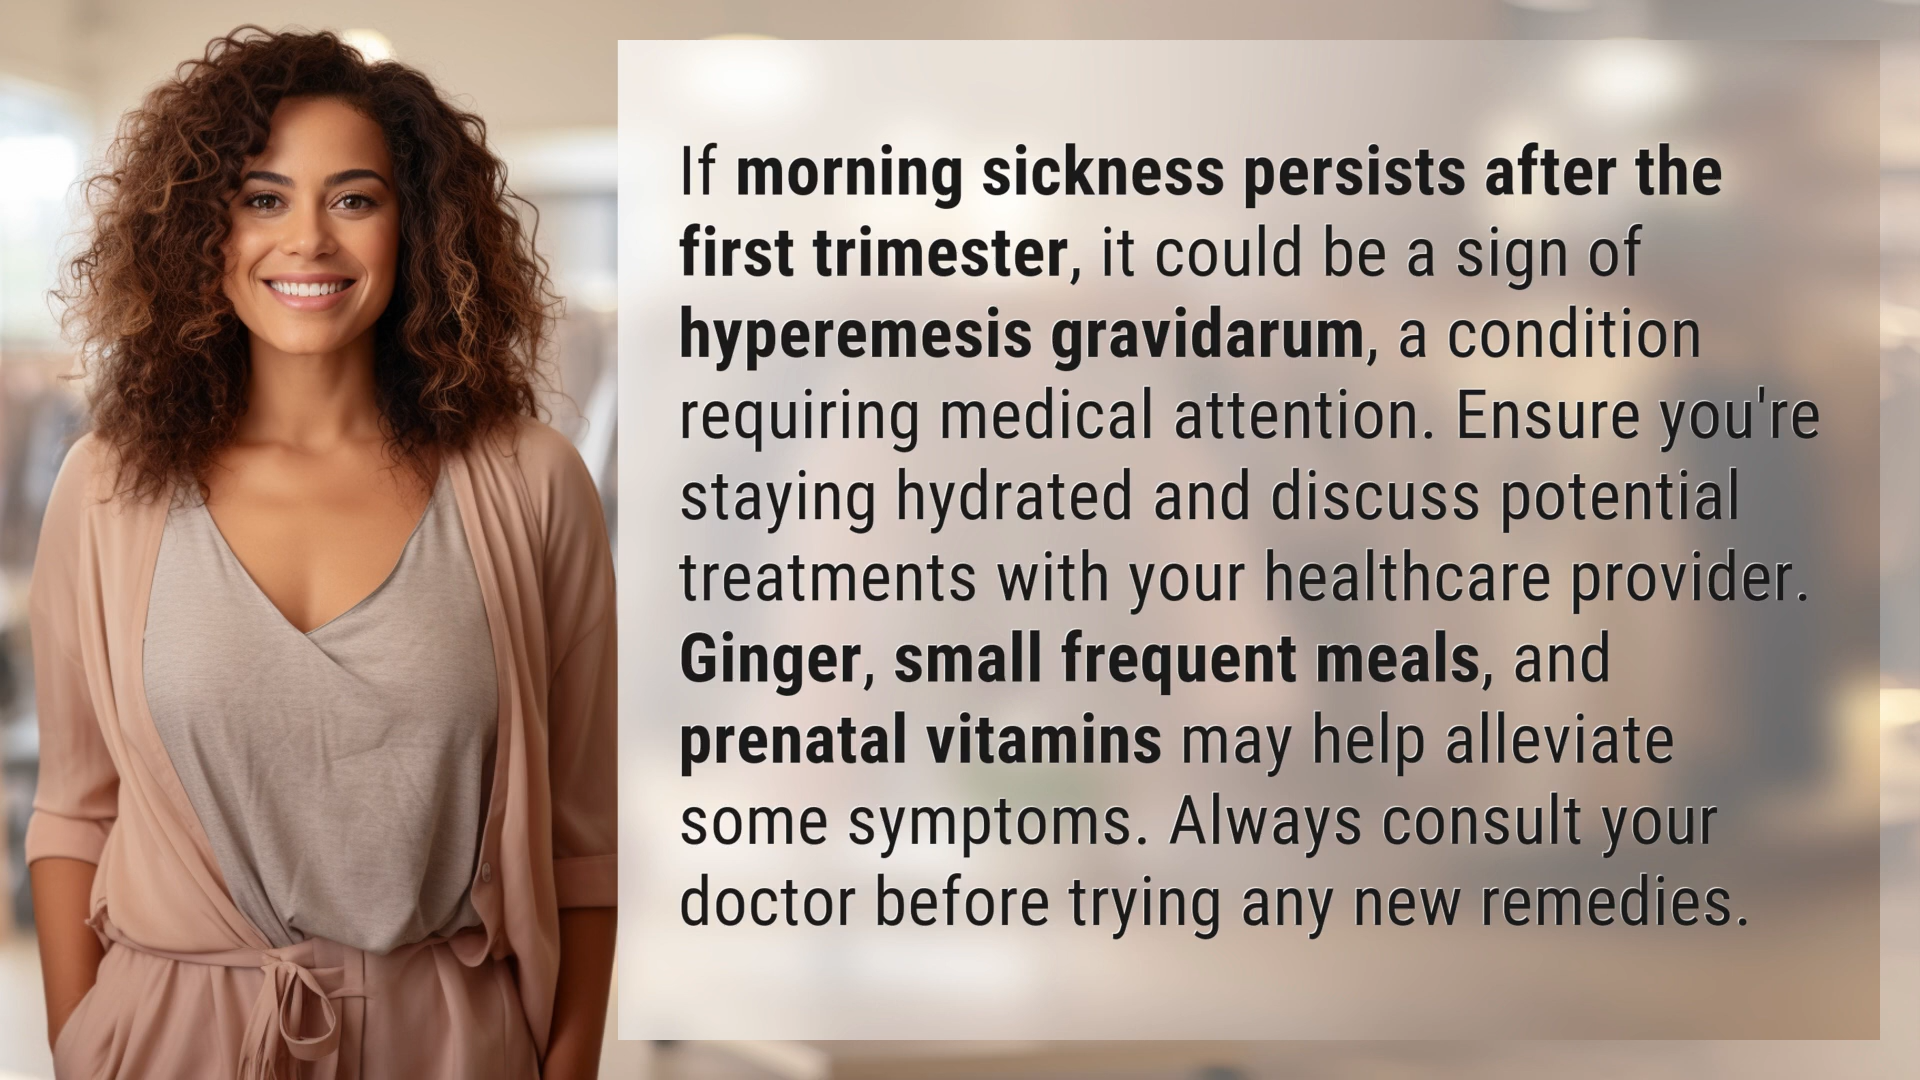 If morning sickness persists after the
first trimester, it could be a sign of
hyperemesis gravidarum, a condition
requiring medical attention. Ensure you're
staying hydrated and discuss potential
treatments with your healthcare provider.
Ginger, small frequent meals, and
prenatal vitamins may help alleviate
some symptoms. Always consult your
doctor before trying any new remedies.